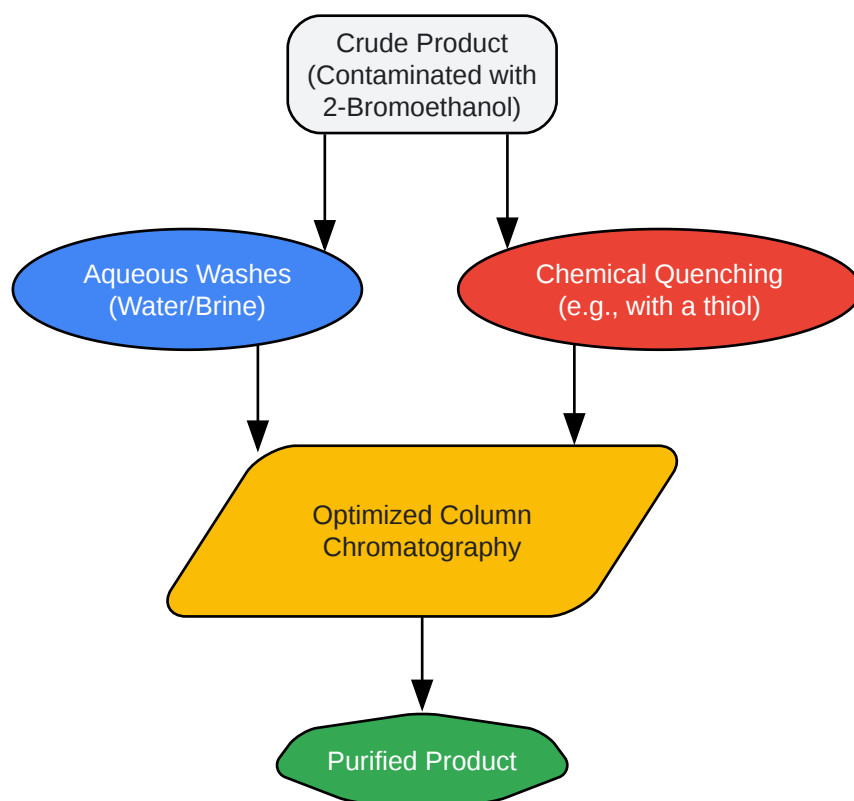 Crude Product
(Contaminated with
2-Bromoethanol)
Aqueous Washes
(Water/Brine)
Chemical Quenching
(e.g., with a thiol)
Optimized Column
Chromatography
Purified Product